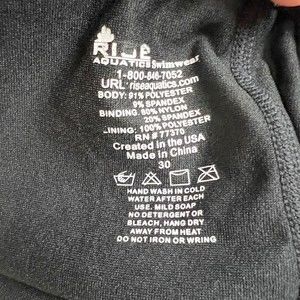 RISE
AQUATICS Swimwear
1-800-846-7052
URL: riseaquatics.com
BODY: 91% POLYESTER
9% SPANDEX
BINDING: 80% NYLON
20% SPANDEX
LINING: 100% POLYESTER
RN # 77370
Created in the USA
Made in China
30
HAND WASH IN COLD
WATER AFTER EACH
USE. MILD SOAP
NO DETERGENT OR
BLEACH, HANG DRY
AWAY FROM HEAT
DO NOT IRON OR WRING